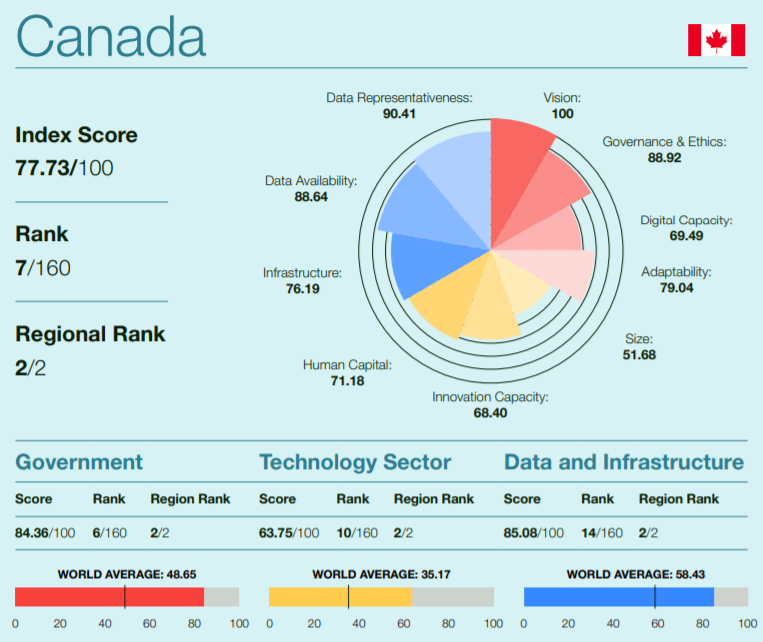 Canada
Index Score
77.73/100
Rank
7/160
Regional Rank
2/2
Data Representativeness:
90.41
Vision:
100
Governance & Ethics:
88.92
Data Availability:
88.64
Digital Capacity:
69.49
Infrastructure:
76.19
Adaptability:
79.04
Size:
51.68
Human Capital:
71.18
Innovation Capacity:
68.40
Government
Score Rank Region Rank
84.36/100 6/160 2/2
WORLD AVERAGE: 48.65
0 20 40 60 80 100
Technology Sector
Score Rank Region Rank
63.75/100 10/160 2/2
WORLD AVERAGE: 35.17
0 20 40 60 80 100
Data and Infrastructure
Score Rank Region Rank
85.08/100 14/160 2/2
WORLD AVERAGE: 58.43
0 20 40 60 80 100